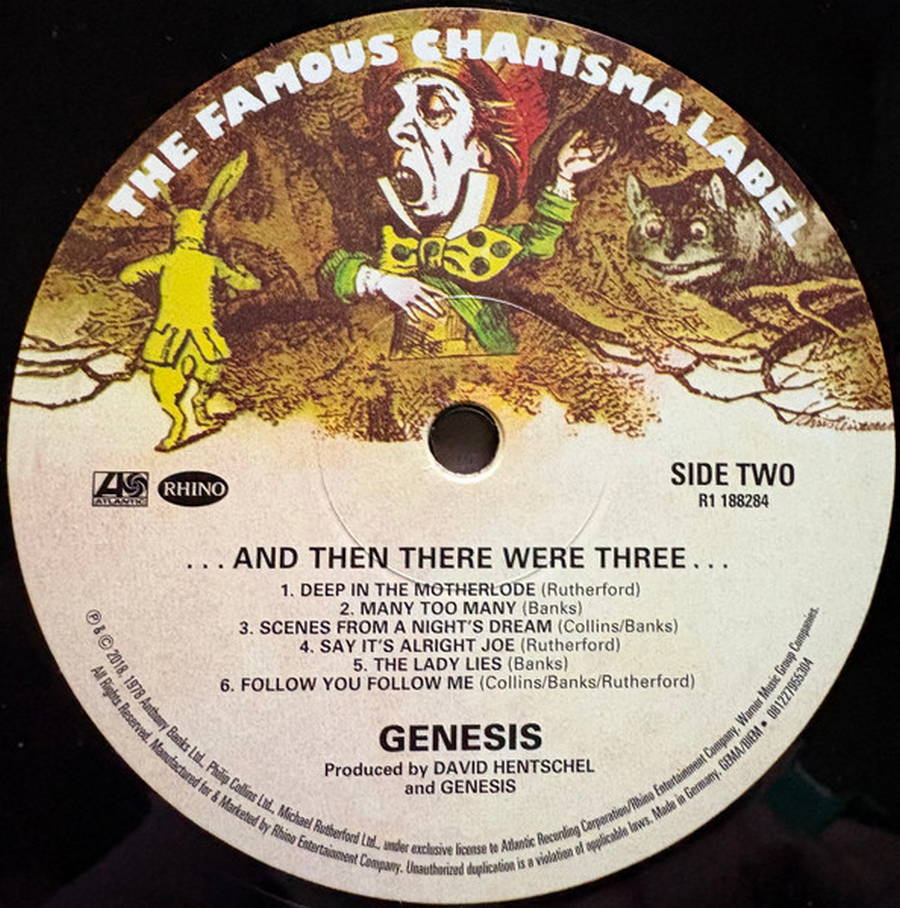 THE FAMOUS CHARISMA LABEL
ATLANTIC
RHINO
SIDE TWO
R1 188284
...AND THEN THERE WERE THREE...
1. DEEP IN THE MOTHERLODE (Rutherford)
2. MANY TOO MANY (Banks)
3. SCENES FROM A NIGHT'S DREAM (Collins/Banks)
4. SAY IT'S ALRIGHT JOE (Rutherford)
5. THE LADY LIES (Banks)
6. FOLLOW YOU FOLLOW ME (Collins/Banks/Rutherford)
GENESIS
Produced by DAVID HENTSCHEL
and GENESIS
℗ & © 2018, 1978 Anthony Banks Ltd., Philip Collins Ltd., Michael Rutherford Ltd., under exclusive license to Atlantic Recording Corporation/Rhino Entertainment Company, Warner Music Group Companies.
All Rights Reserved. Manufactured for & Marketed by Rhino Entertainment Company. Unauthorized duplication is a violation of applicable laws. Made in Germany. GEMA/BIEM • 081227955304